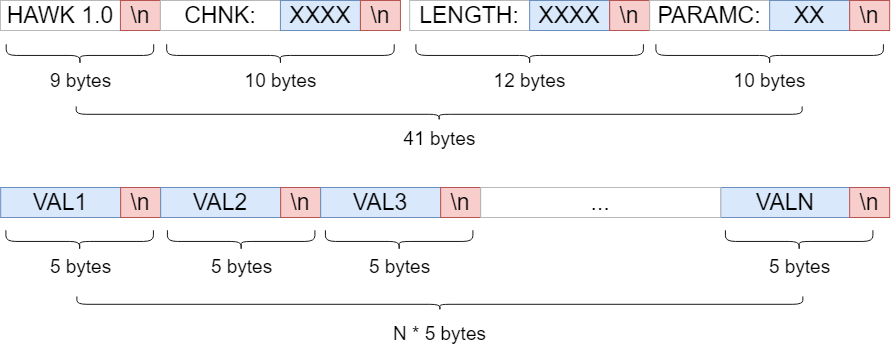 HAWK 1.0 \n CHNK: XXXX \n LENGTH: XXXX \n PARAMC: XX \n
9 bytes 10 bytes 12 bytes 10 bytes
41 bytes
VAL1 \n VAL2 \n VAL3 \n ... VALN \n
5 bytes 5 bytes 5 bytes 5 bytes
N * 5 bytes